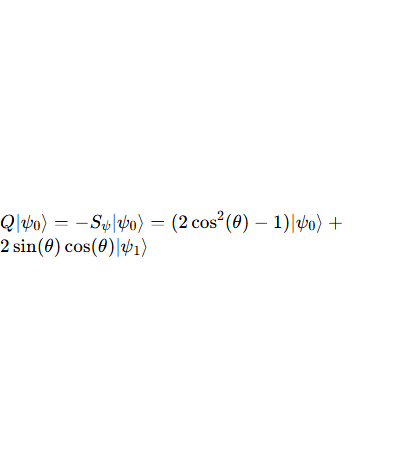 Q|ψ₀⟩ = −S_ψ|ψ₀⟩ = (2 cos²(θ) − 1)|ψ₀⟩ +
2 sin(θ) cos(θ)|ψ₁⟩